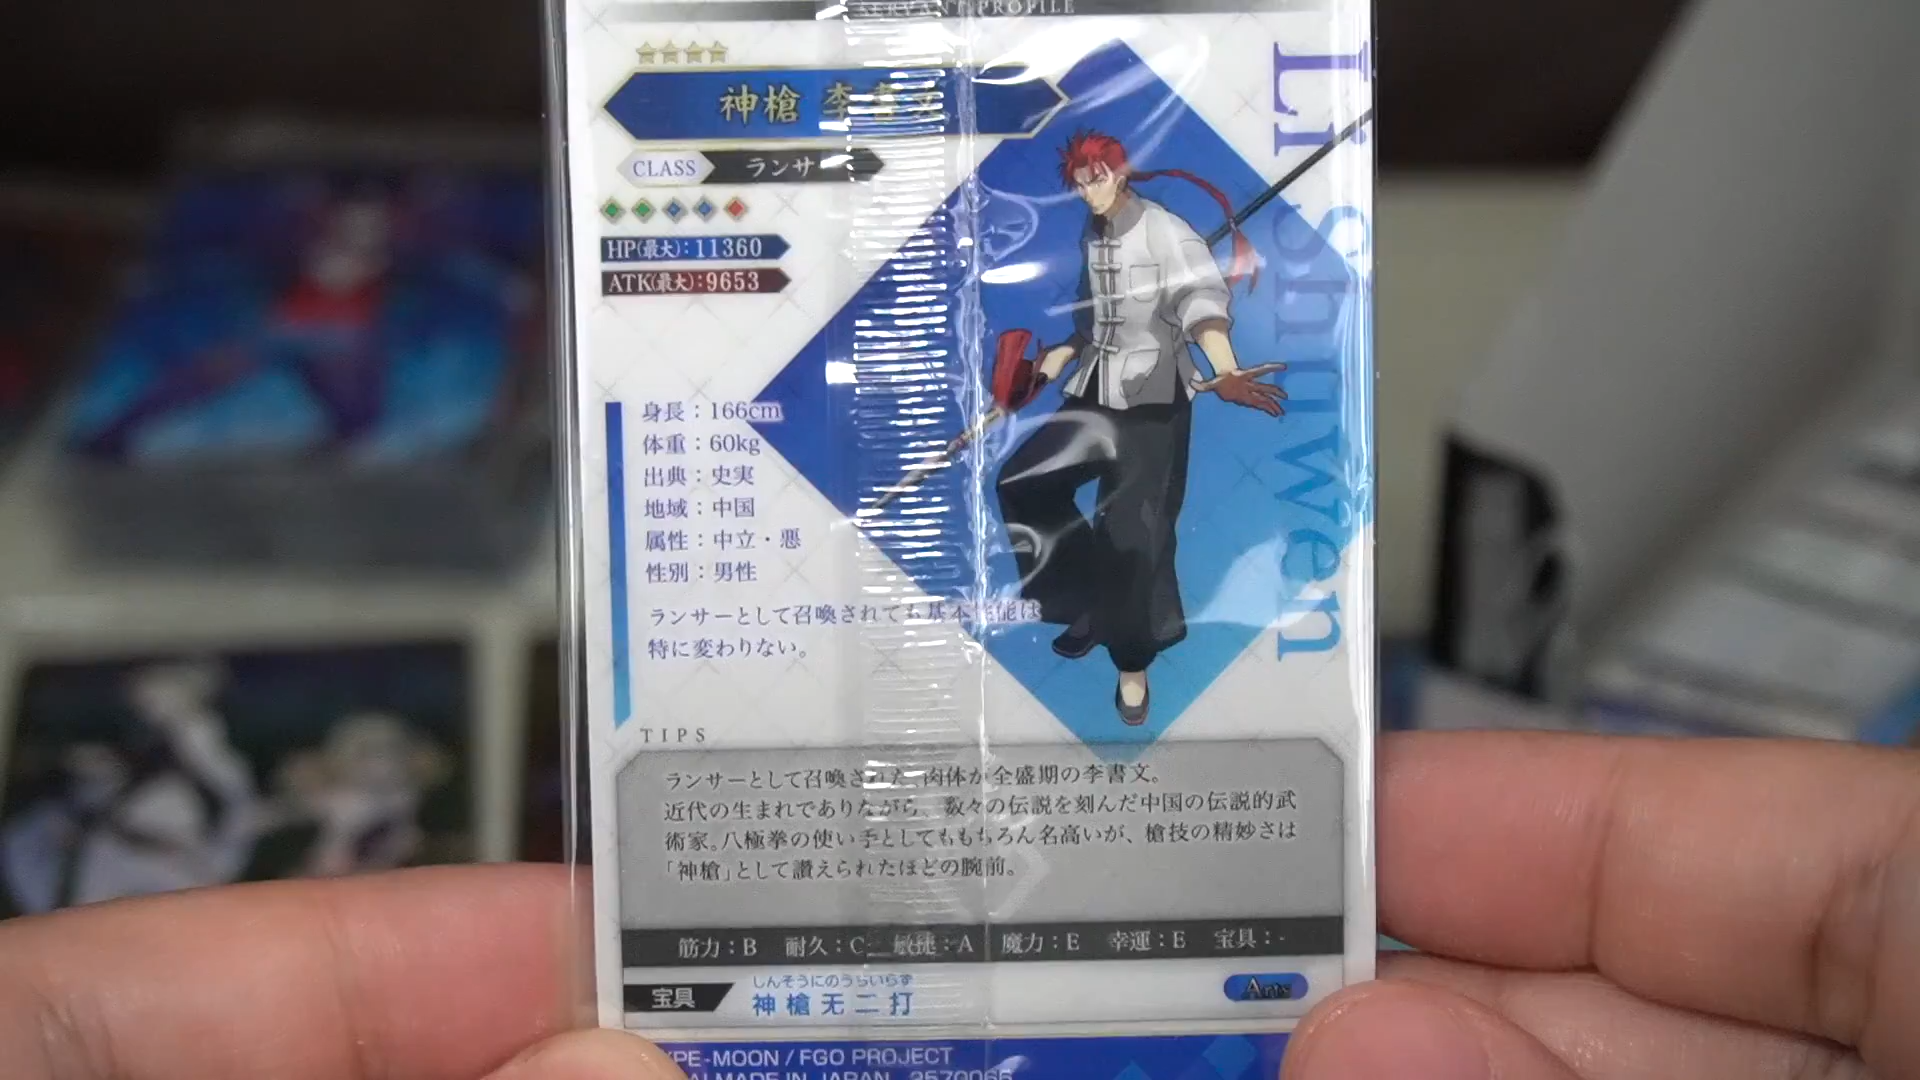 SERVANT PROFILE
神槍 李書文
CLASS ランサー
HP(最大):11360
ATK(最大):9653
Li Shuwen
身長:166cm
体重:60kg
出典:史実
地域:中国
属性:中立・悪
性別:男性
ランサーとして召喚されても基本性能は
特に変わりない。
TIPS
ランサーとして召喚された、肉体が全盛期の李書文。
近代の生まれでありながら、数々の伝説を刻んだ中国の伝説的武
術家。八極拳の使い手としてももちろん名高いが、槍技の精妙さは
「神槍」として讃えられたほどの腕前。
筋力:B 耐久:C 敏捷:A 魔力:E 幸運:E 宝具:-
しんそうにのうちいらず
宝具 神槍无二打 Arts
YPE-MOON / FGO PROJECT
MADE IN JAPAN 2570066